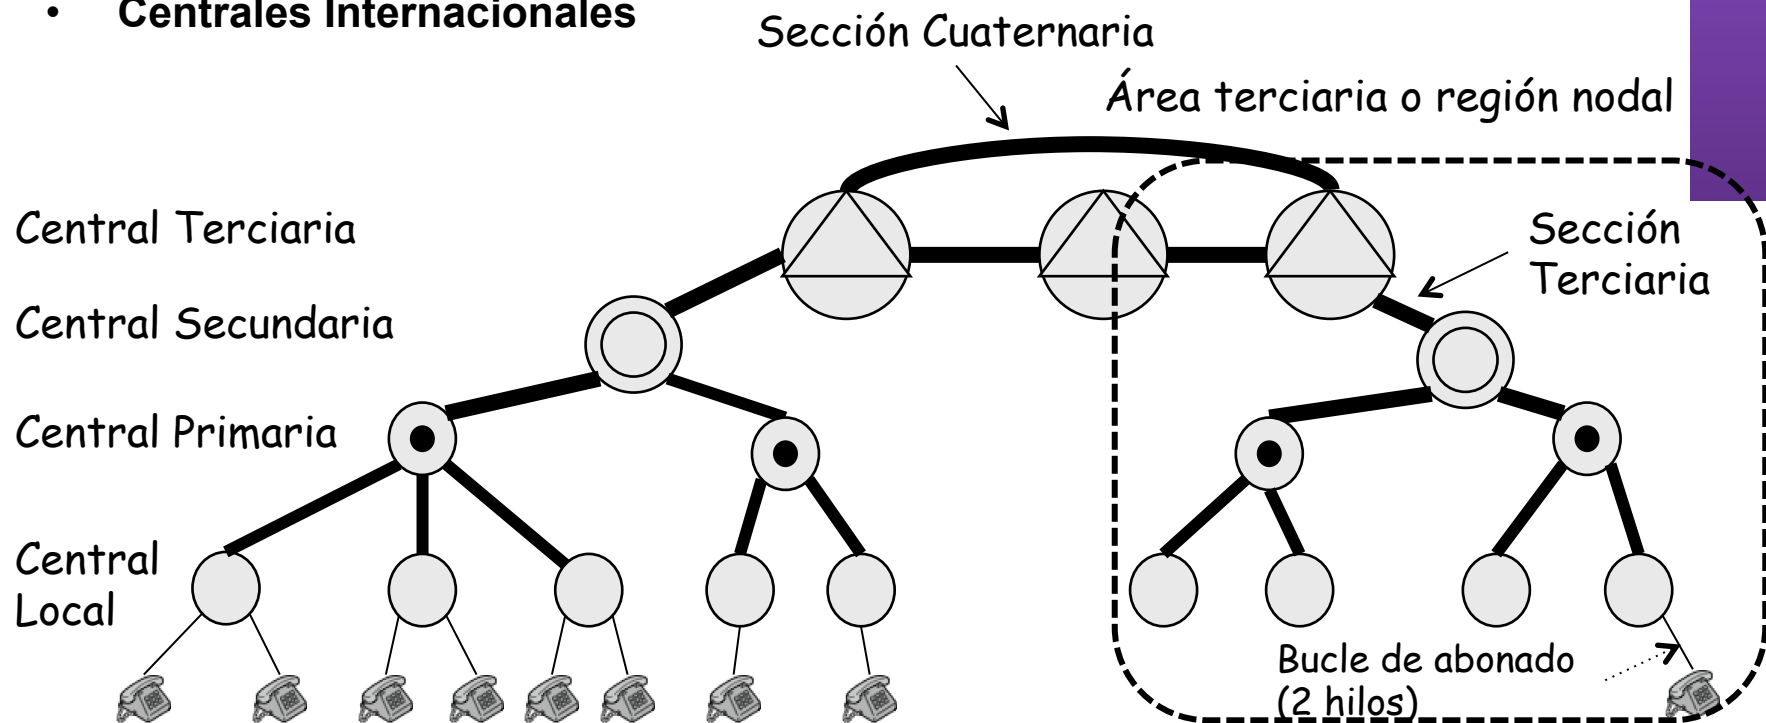 • Centrales Internacionales
Sección Cuaternaria
Área terciaria o región nodal
Central Terciaria
Sección
Terciaria
Central Secundaria
Central Primaria
Central
Local
Bucle de abonado
(2 hilos)